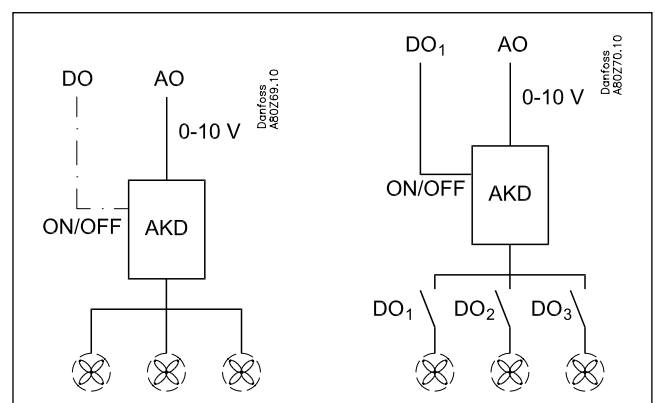 DO
AO
0-10 V
Danfoss
A80Z69.10
ON/OFF
AKD
DO₁
AO
0-10 V
Danfoss
A80Z70.10
ON/OFF
AKD
DO₁
DO₂
DO₃